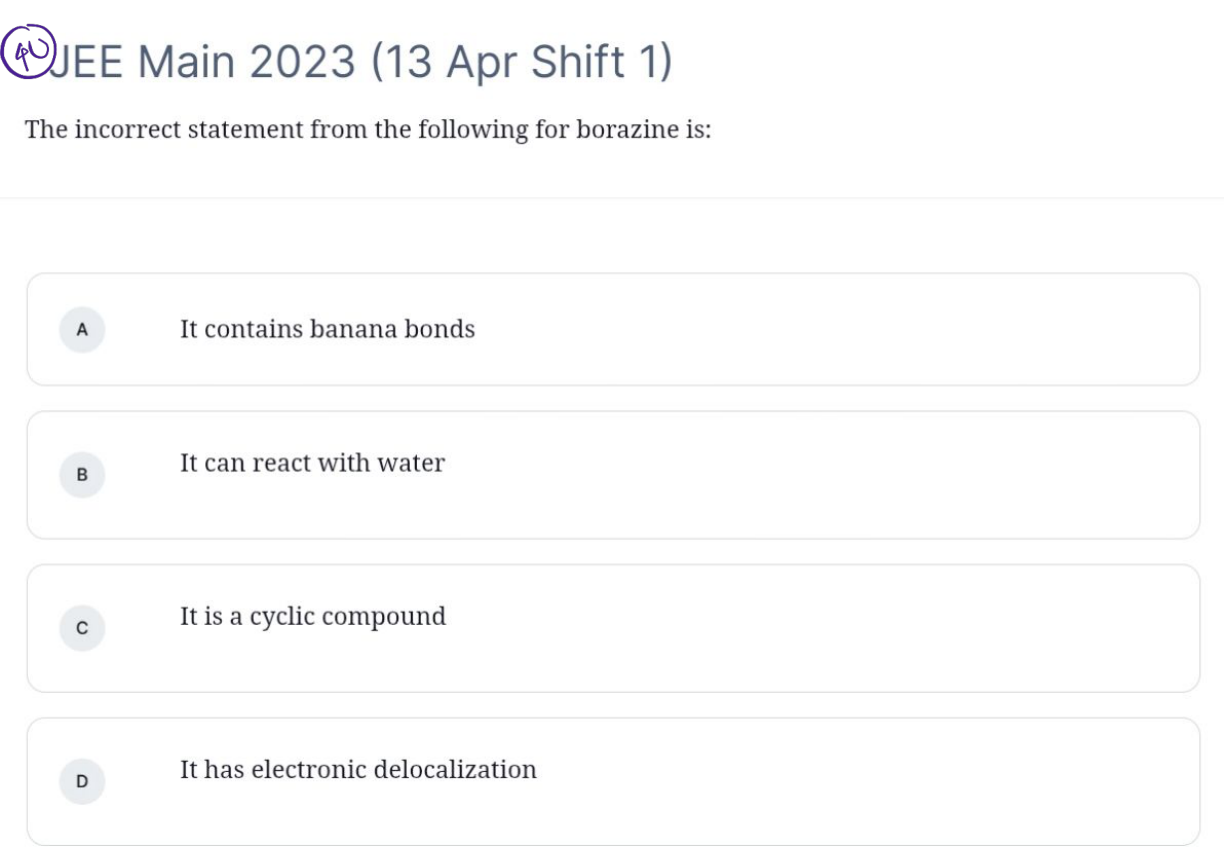 JEE Main 2023 (13 Apr Shift 1)
The incorrect statement from the following for borazine is:
A It contains banana bonds
B It can react with water
C It is a cyclic compound
D It has electronic delocalization